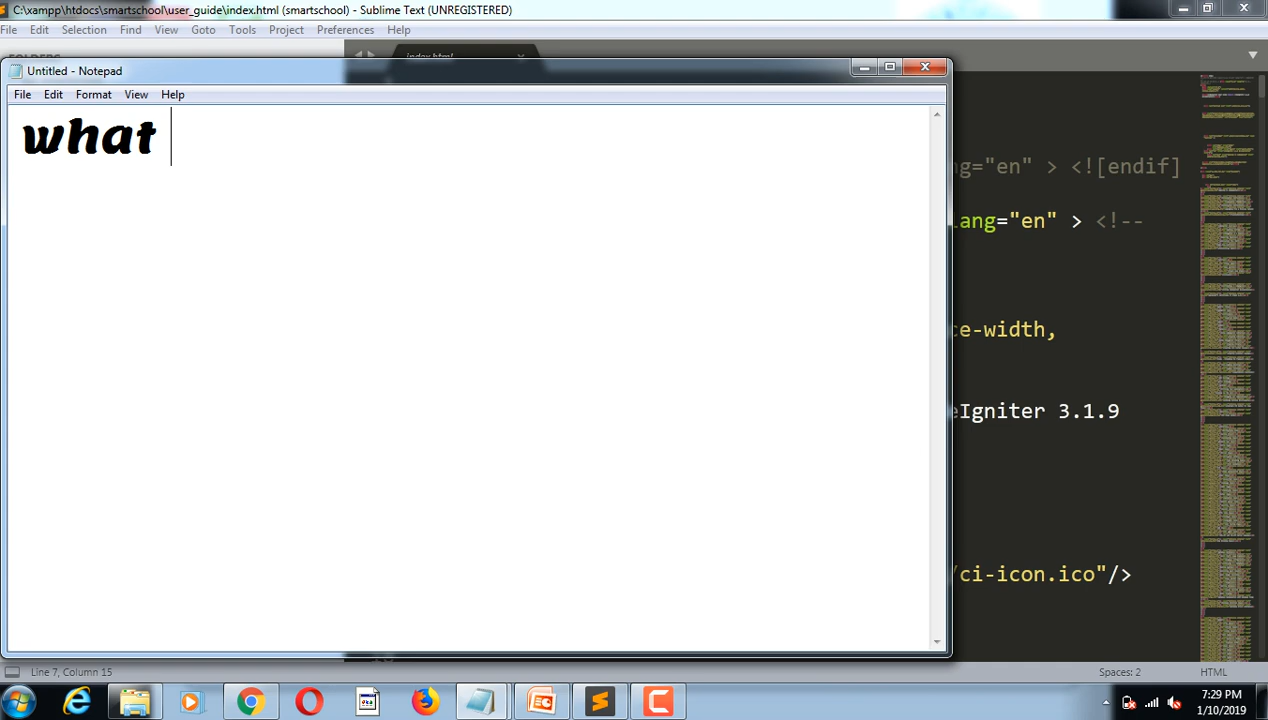 C:\xampp\htdocs\smartschool\user_guide\index.html (smartschool) - Sublime Text (UNREGISTERED)
File Edit Selection Find View Goto Tools Project Preferences Help
index.html
Untitled - Notepad
File Edit Format View Help
what
ng="en" > <![endif]
lang="en" > <!--
ce-width,
eIgniter 3.1.9
/ci-icon.ico"/>
Line 7, Column 15
Spaces: 2 HTML
7:29 PM
1/10/2019